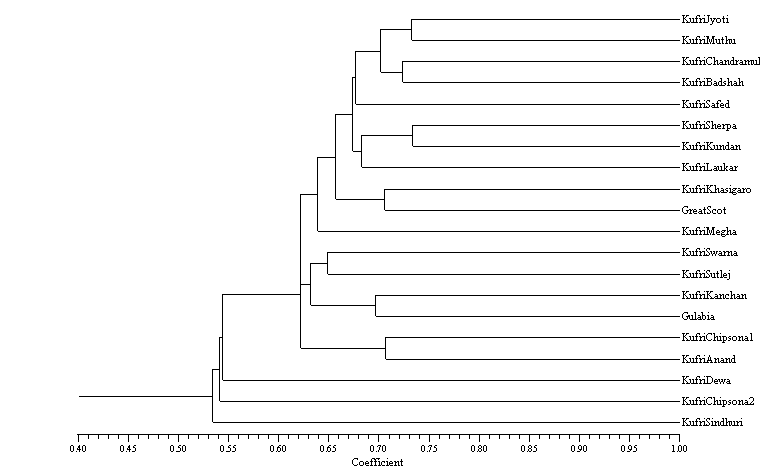 KufriJyoti
KufriMuthu
KufriChandramul
KufriBadshah
KufriSafed
KufriSherpa
KufriKundan
KufriLaukar
KufriKhasigaro
GreatScot
KufriMegha
KufriSwarna
KufriSutlej
KufriKanchan
Gulabia
KufriChipsona1
KufriAnand
KufriDewa
KufriChipsona2
KufriSindhuri
0.40 0.45 0.50 0.55 0.60 0.65 0.70 0.75 0.80 0.85 0.90 0.95 1.00
Coefficient